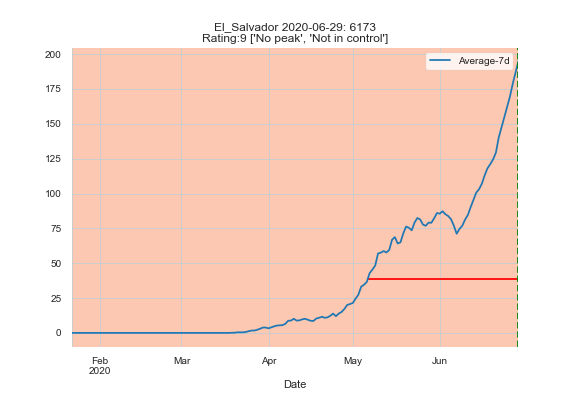 El_Salvador 2020-06-29: 6173
Rating:9 ['No peak', 'Not in control']
Average-7d
200
175
150
125
100
75
50
25
0
Feb
2020
Mar
Apr
May
Jun
Date